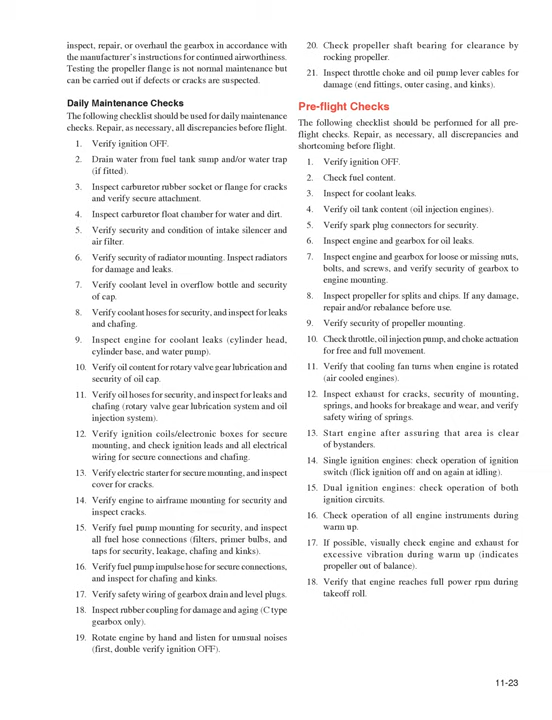 inspect, repair, or overhaul the gearbox in accordance with
the manufacturer's instructions for continued airworthiness.
Testing the propeller flange is not normal maintenance but
can be carried out if defects or cracks are suspected.
Daily Maintenance Checks
The following checklist should be used for daily maintenance
checks. Repair, as necessary, all discrepancies before flight.
1. Verify ignition OFF.
2. Drain water from fuel tank sump and/or water trap
(if fitted).
3. Inspect carburetor rubber socket or flange for cracks
and verify secure attachment.
4. Inspect carburetor float chamber for water and dirt.
5. Verify security and condition of intake silencer and
air filter.
6. Verify security of radiator mounting. Inspect radiators
for damage and leaks.
7. Verify coolant level in overflow bottle and security
of cap.
8. Verify coolant hoses for security, and inspect for leaks
and chafing.
9. Inspect engine for coolant leaks (cylinder head,
cylinder base, and water pump).
10. Verify oil content for rotary valve gear lubrication and
security of oil cap.
11. Verify oil hoses for security, and inspect for leaks and
chafing (rotary valve gear lubrication system and oil
injection system).
12. Verify ignition coils/electronic boxes for secure
mounting, and check ignition leads and all electrical
wiring for secure connections and chafing.
13. Verify electric starter for secure mounting, and inspect
cover for cracks.
14. Verify engine to airframe mounting for security and
inspect cracks.
15. Verify fuel pump mounting for security, and inspect
all fuel hose connections (filters, primer bulbs, and
taps for security, leakage, chafing and kinks).
16. Verify fuel pump impulse hose for secure connections,
and inspect for chafing and kinks.
17. Verify safety wiring of gearbox drain and level plugs.
18. Inspect rubber coupling for damage and aging (C type
gearbox only).
19. Rotate engine by hand and listen for unusual noises
(first, double verify ignition OFF).
20. Check propeller shaft bearing for clearance by
rocking propeller.
21. Inspect throttle choke and oil pump lever cables for
damage (end fittings, outer casing, and kinks).
Pre-flight Checks
The following checklist should be performed for all pre-
flight checks. Repair, as necessary, all discrepancies and
shortcoming before flight.
1. Verify ignition OFF.
2. Check fuel content.
3. Inspect for coolant leaks.
4. Verify oil tank content (oil injection engines).
5. Verify spark plug connectors for security.
6. Inspect engine and gearbox for oil leaks.
7. Inspect engine and gearbox for loose or missing nuts,
bolts, and screws, and verify security of gearbox to
engine mounting.
8. Inspect propeller for splits and chips. If any damage,
repair and/or rebalance before use.
9. Verify security of propeller mounting.
10. Check throttle, oil injection pump, and choke actuation
for free and full movement.
11. Verify that cooling fan turns when engine is rotated
(air cooled engines).
12. Inspect exhaust for cracks, security of mounting,
springs, and hooks for breakage and wear, and verify
safety wiring of springs.
13. Start engine after assuring that area is clear
of bystanders.
14. Single ignition engines: check operation of ignition
switch (flick ignition off and on again at idling).
15. Dual ignition engines: check operation of both
ignition circuits.
16. Check operation of all engine instruments during
warm up.
17. If possible, visually check engine and exhaust for
excessive vibration during warm up (indicates
propeller out of balance).
18. Verify that engine reaches full power rpm during
takeoff roll.
11-23